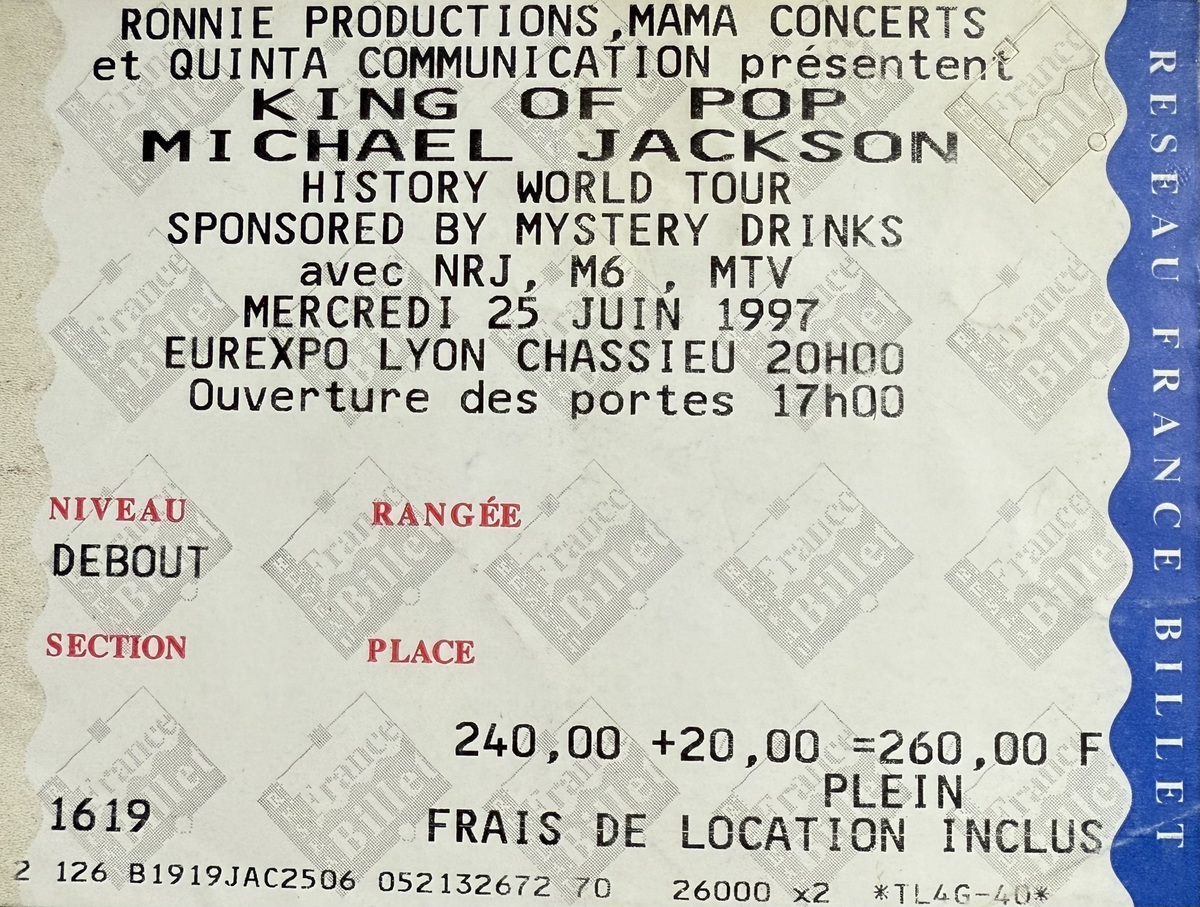 RONNIE PRODUCTIONS,MAMA CONCERTS
et QUINTA COMMUNICATION présentent
KING OF POP
MICHAEL JACKSON
HISTORY WORLD TOUR
SPONSORED BY MYSTERY DRINKS
avec NRJ, M6 , MTV
MERCREDI 25 JUIN 1997
EUREXPO LYON CHASSIEU 20H00
Ouverture des portes 17h00
NIVEAU RANGÉE
DEBOUT
SECTION PLACE
240,00 +20,00 =260,00 F
PLEIN
1619 FRAIS DE LOCATION INCLUS
2 126 B1919JAC2506 052132672 70 26000 x2 *TL4G-40*
RESEAU FRANCE BILLET
France Billet